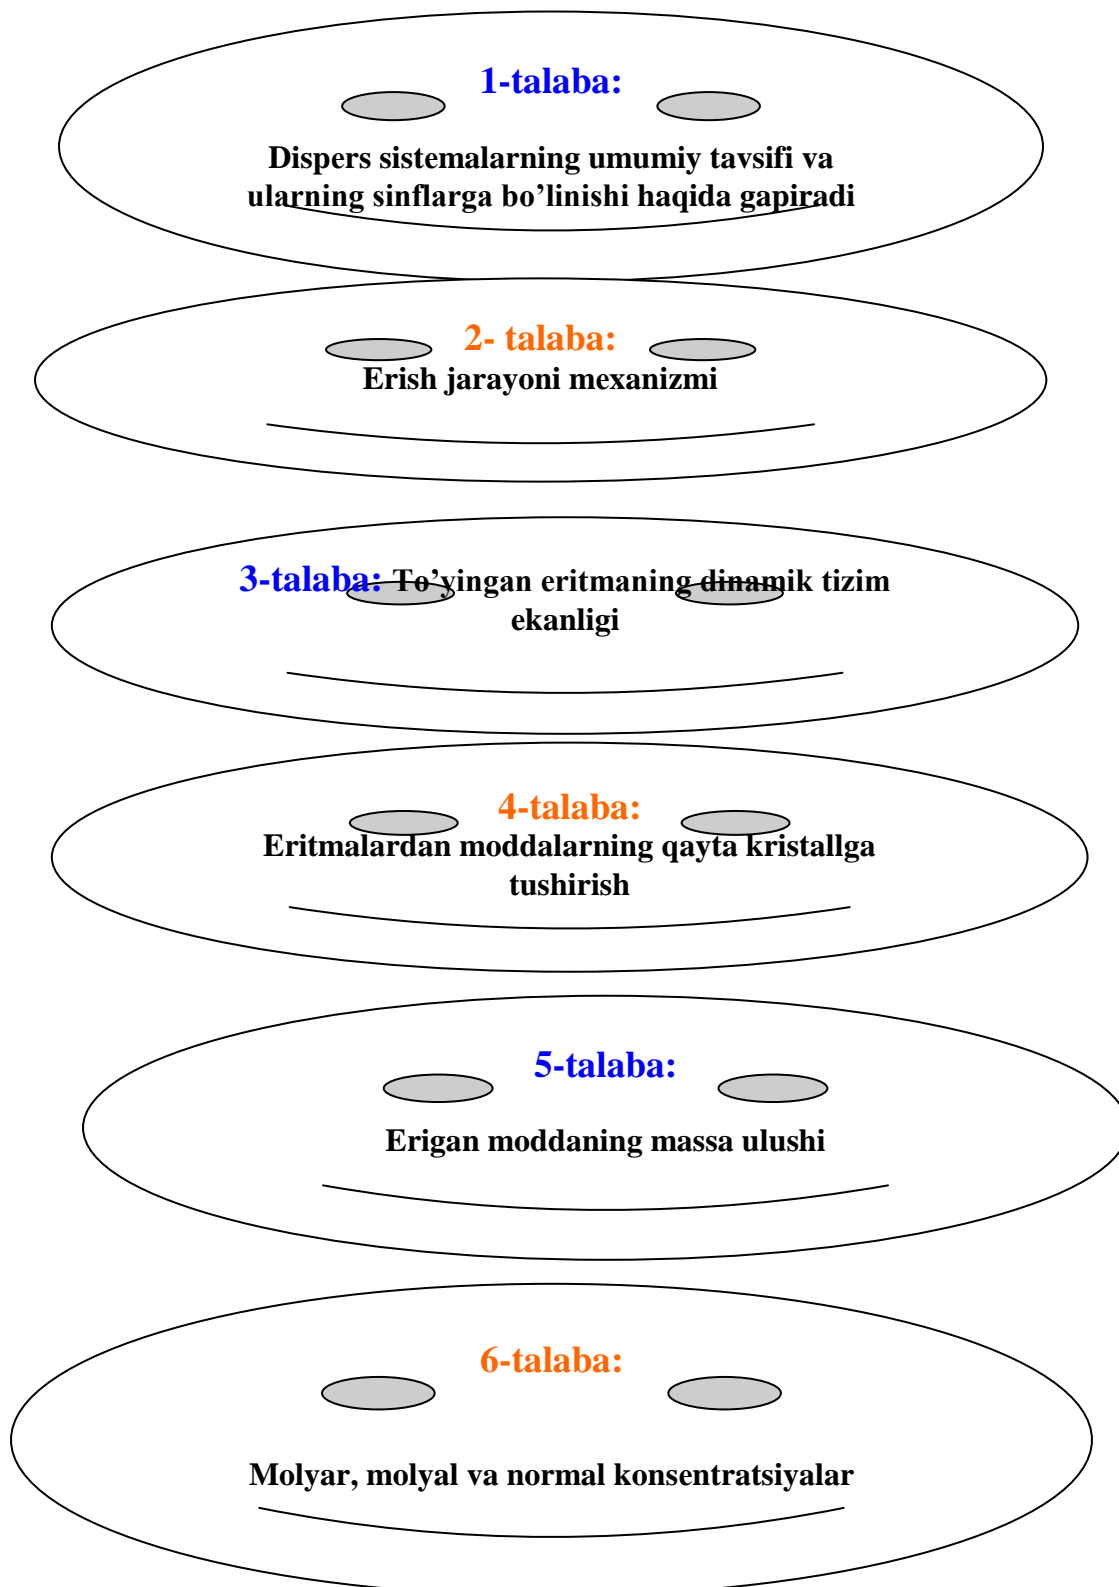 1-talaba:
Dispers sistemalarning umumiy tavsifi va
ularning sinflarga bo’linishi haqida gapiradi
2- talaba:
Erish jarayoni mexanizmi
3-talaba: To’yingan eritmaning dinamik tizim
ekanligi
4-talaba:
Eritmalardan moddalarning qayta kristallga
tushirish
5-talaba:
Erigan moddaning massa ulushi
6-talaba:
Molyar, molyal va normal konsentratsiyalar